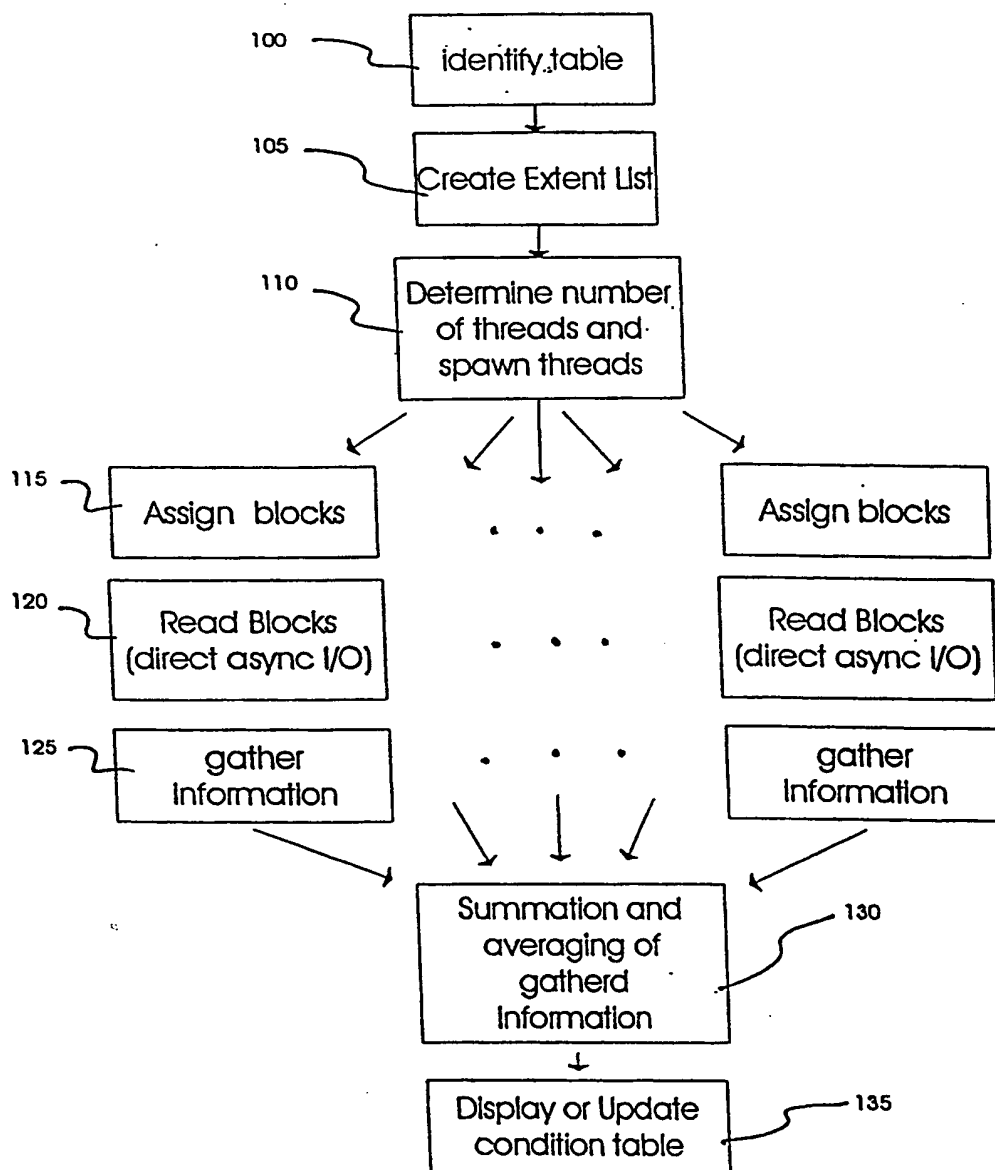 100
identify table
105
Create Extent List
110
Determine number
of threads and
spawn threads
115
Assign blocks
Assign blocks
120
Read Blocks
(direct async I/O)
Read Blocks
(direct async I/O)
125
gather
Information
gather
Information
Summation and
averaging of
gatherd
Information
130
Display or Update
condition table
135